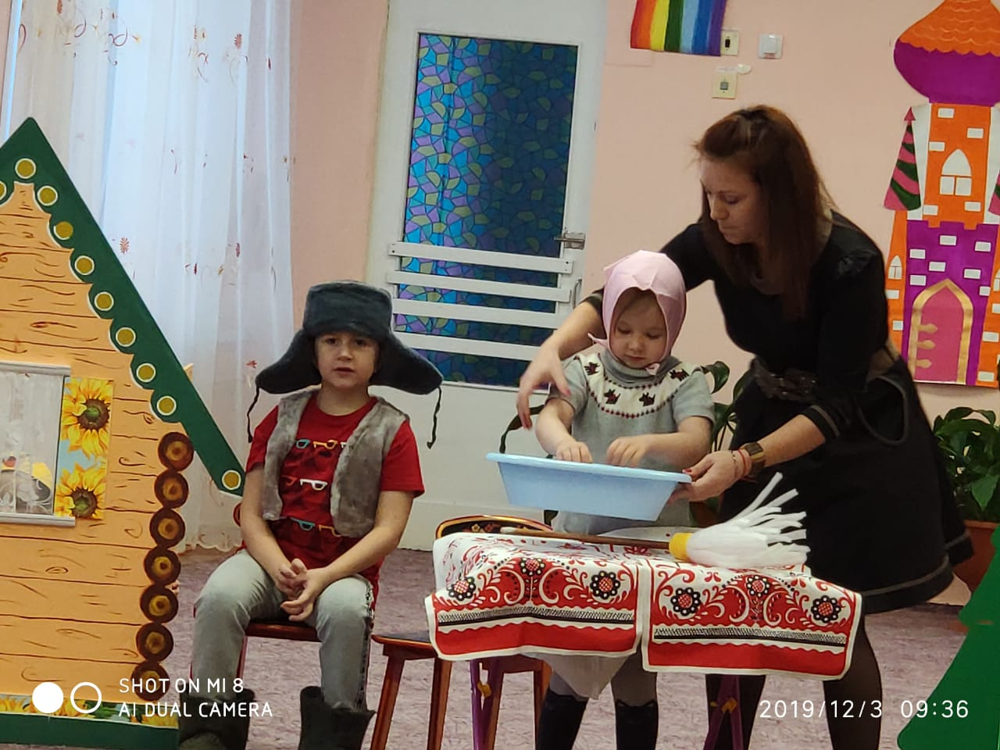 SHOT ON MI 8
AI DUAL CAMERA
2019/12/3 09:36